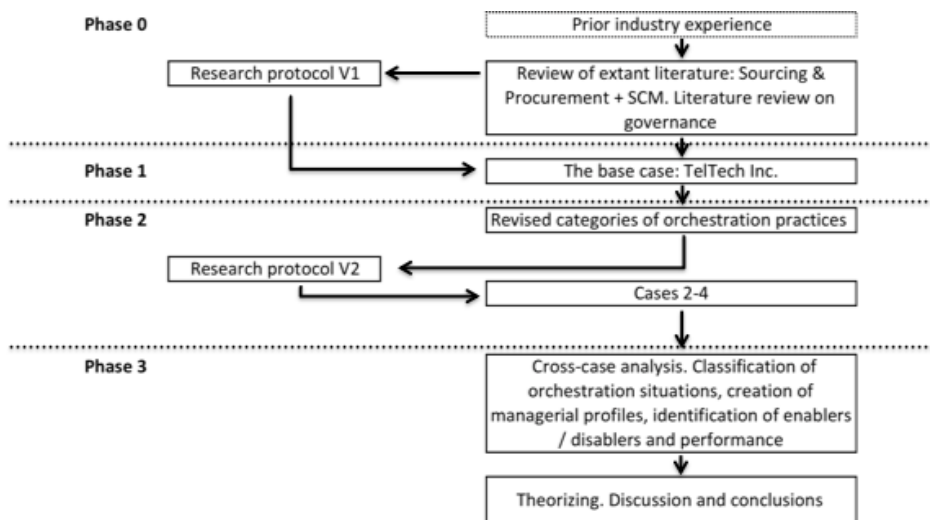 Phase 0
Prior industry experience
Research protocol V1
Review of extant literature: Sourcing &
Procurement + SCM. Literature review on
governance
Phase 1
The base case: TelTech Inc.
Phase 2
Revised categories of orchestration practices
Research protocol V2
Cases 2-4
Phase 3
Cross-case analysis. Classification of
orchestration situations, creation of
managerial profiles, identification of enablers
/ disablers and performance
Theorizing. Discussion and conclusions